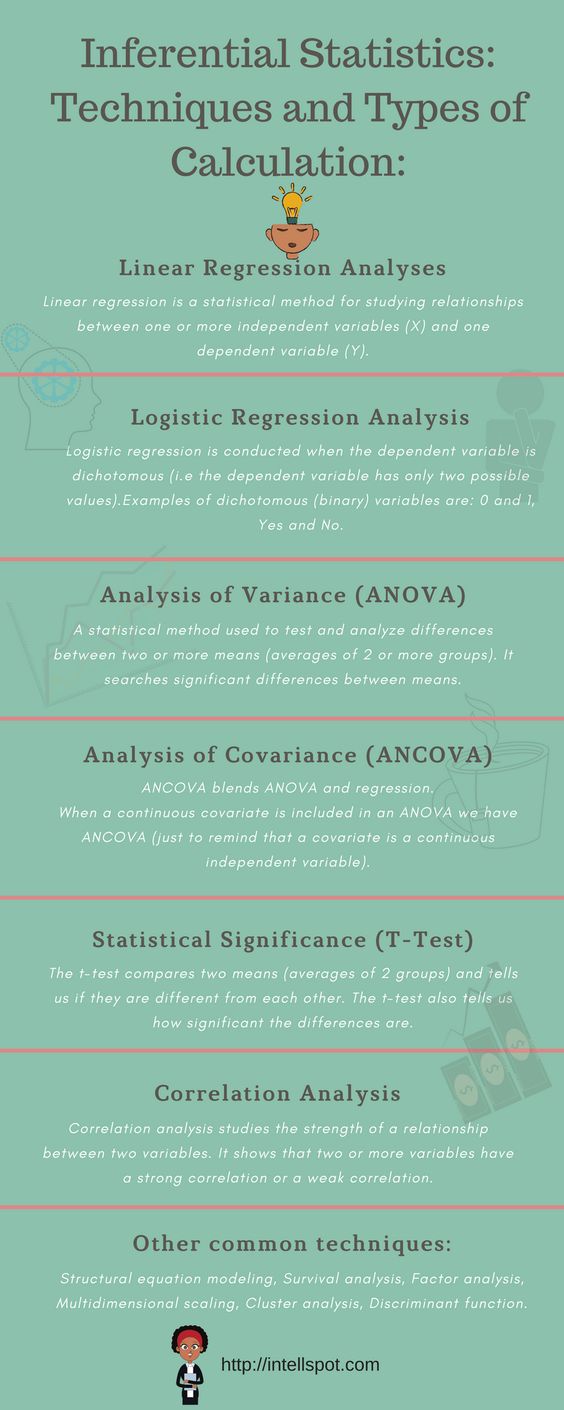 Inferential Statistics:
Techniques and Types of
Calculation:
Linear Regression Analyses
Linear regression is a statistical method for studying relationships
between one or more independent variables (X) and one
dependent variable (Y).
Logistic Regression Analysis
Logistic regression is conducted when the dependent variable is
dichotomous (i.e the dependent variable has only two possible
values).Examples of dichotomous (binary) variables are: 0 and 1,
Yes and No.
Analysis of Variance (ANOVA)
A statistical method used to test and analyze differences
between two or more means (averages of 2 or more groups). It
searches significant differences between means.
Analysis of Covariance (ANCOVA)
ANCOVA blends ANOVA and regression.
When a continuous covariate is included in an ANOVA we have
ANCOVA (just to remind that a covariate is a continuous
independent variable).
Statistical Significance (T-Test)
The t-test compares two means (averages of 2 groups) and tells
us if they are different from each other. The t-test also tells us
how significant the differences are.
Correlation Analysis
Correlation analysis studies the strength of a relationship
between two variables. It shows that two or more variables have
a strong correlation or a weak correlation.
Other common techniques:
Structural equation modeling, Survival analysis, Factor analysis,
Multidimensional scaling, Cluster analysis, Discriminant function.
http://intellspot.com